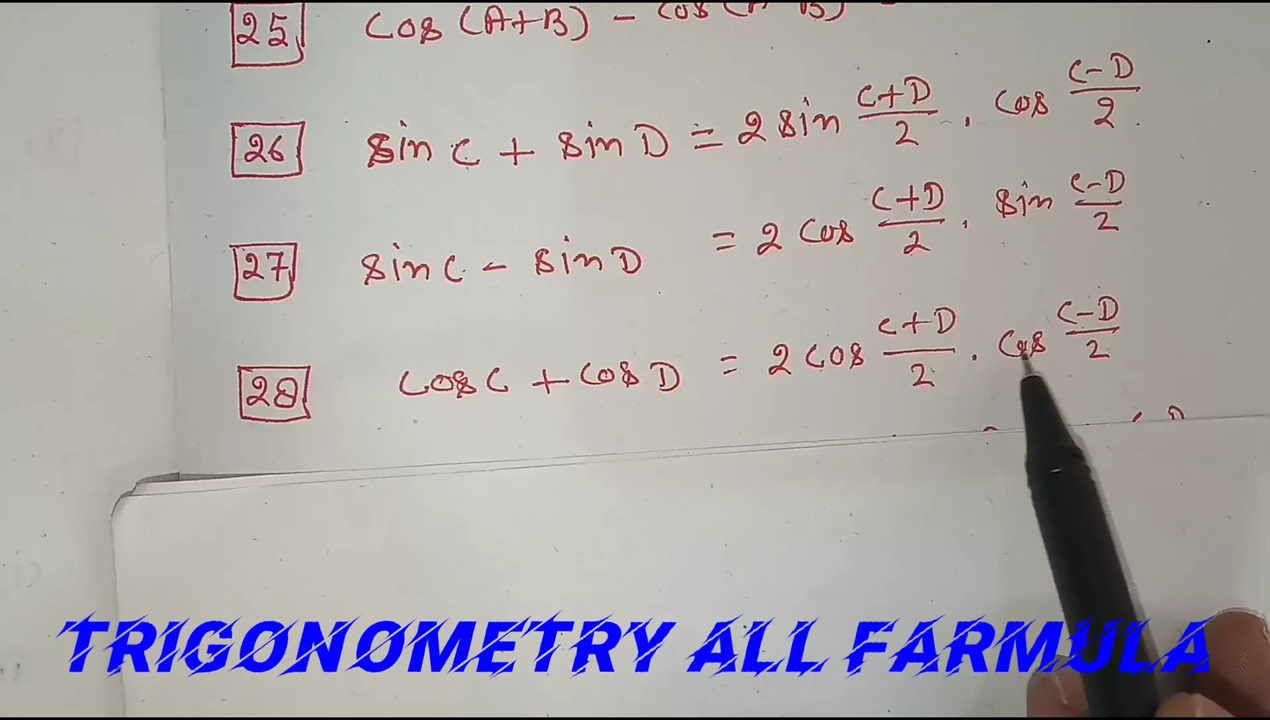 25 cos (A+B) - cos (A B)
26 sin C + sin D = 2 sin C+D/2 . cos C-D/2
27 sin C - sin D = 2 cos C+D/2 . sin C-D/2
28 cos C + cos D = 2 cos C+D/2 . cos C-D/2
TRIGONOMETRY ALL FARMULA